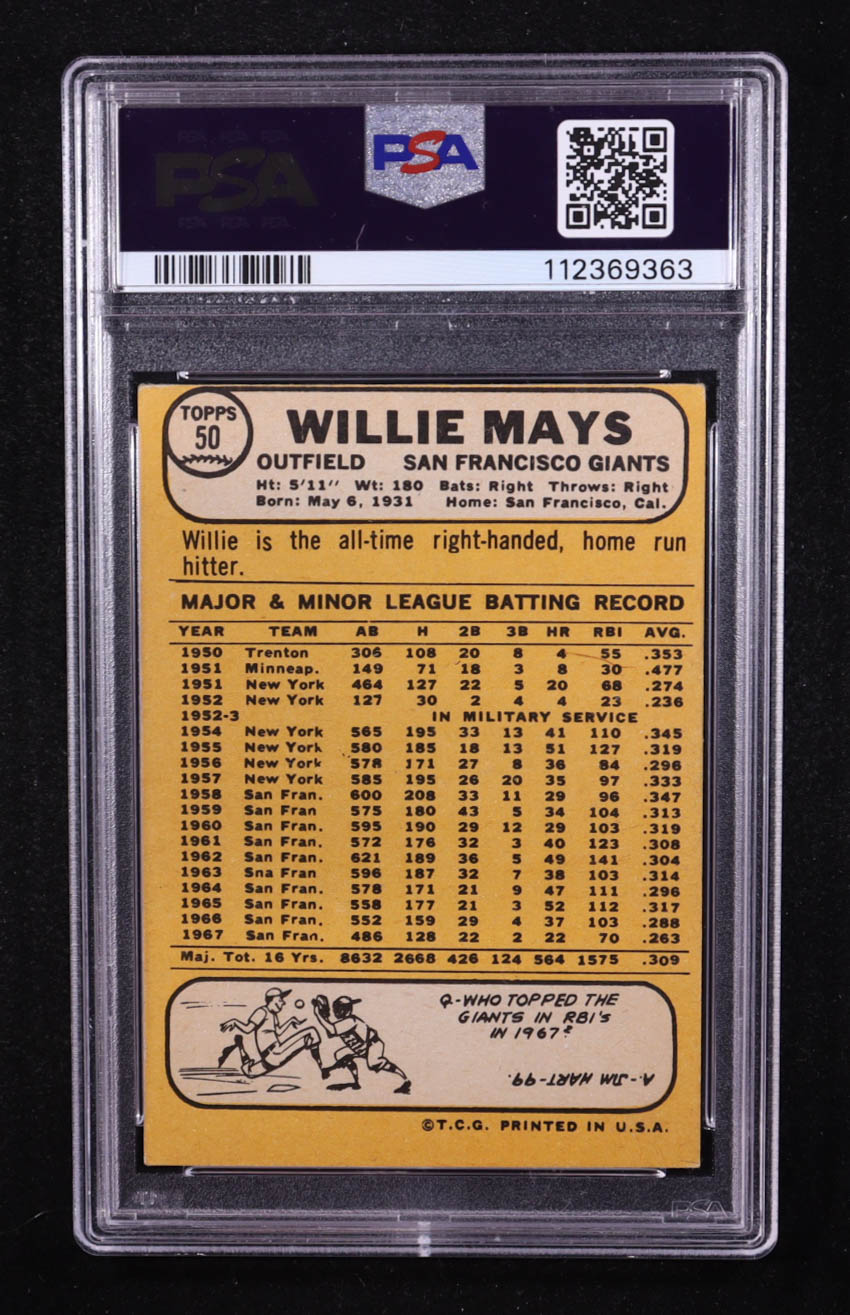 PSA PSA PSA
PSA
PSA PSA PSA
PSA
112369363
TOPPS
50
WILLIE MAYS
OUTFIELD SAN FRANCISCO GIANTS
Ht: 5'11" Wt: 180 Bats: Right Throws: Right
Born: May 6, 1931 Home: San Francisco, Cal.
Willie is the all-time right-handed, home run
hitter.
MAJOR & MINOR LEAGUE BATTING RECORD
YEAR TEAM AB H 2B 3B HR RBI AVG.
1950 Trenton 306 108 20 8 4 55 .353
1951 Minneap. 149 71 18 3 8 30 .477
1951 New York 464 127 22 5 20 68 .274
1952 New York 127 30 2 4 4 23 .236
1952-3 IN MILITARY SERVICE
1954 New York 565 195 33 13 41 110 .345
1955 New York 580 185 18 13 51 127 .319
1956 New York 578 171 27 8 36 84 .296
1957 New York 585 195 26 20 35 97 .333
1958 San Fran. 600 208 33 11 29 96 .347
1959 San Fran 575 180 43 5 34 104 .313
1960 San Fran. 595 190 29 12 29 103 .319
1961 San Fran. 572 176 32 3 40 123 .308
1962 San Fran. 621 189 36 5 49 141 .304
1963 Sna Fran 596 187 32 7 38 103 .314
1964 San Fran. 578 171 21 9 47 111 .296
1965 San Fran. 558 177 21 3 52 112 .317
1966 San Fran. 552 159 29 4 37 103 .288
1967 San Fran. 486 128 22 2 22 70 .263
Maj. Tot. 16 Yrs. 8632 2668 426 124 564 1575 .309
Q-WHO TOPPED THE
GIANTS IN RBI'S
IN 1967?
A.-JIM HART-99.
©T.C.G. PRINTED IN U.S.A.
PSA